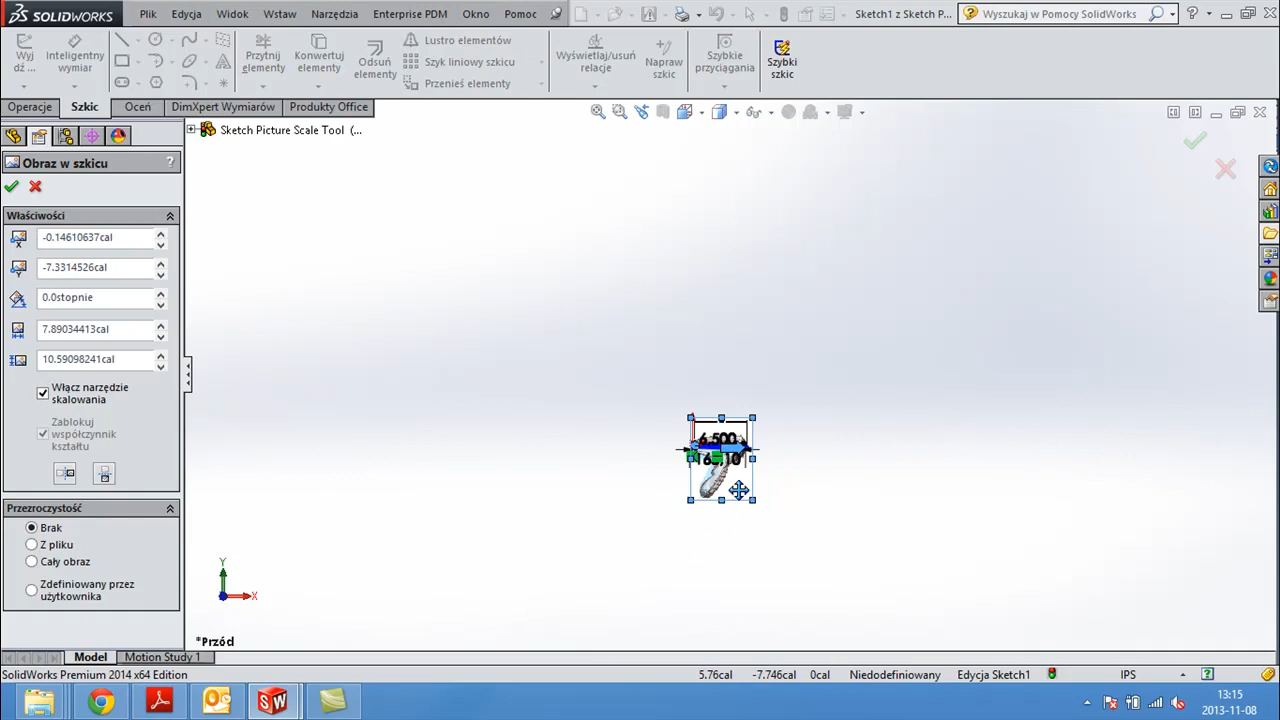 SOLIDWORKS Plik Edycja Widok Wstaw Narzędzia Enterprise PDM Okno Pomoc Sketch1 z Sketch P... Wyszukaj w Pomocy SolidWorks
Wyj dź ... Inteligentny wymiar Przytnij elementy Konwertuj elementy Odsuń elementy Lustro elementów Szyk liniowy szkicu Przenieś elementy Wyświetlaj/usuń relacje Napraw szkic Szybkie przyciągania Szybki szkic
Operacje Szkic Oceń DimXpert Wymiarów Produkty Office
Sketch Picture Scale Tool (...
Obraz w szkicu ?
Właściwości
-0.14610637cal
-7.3314526cal
0.0stopnie
7.89034413cal
10.59098241cal
Włącz narzędzie
skalowania
Zablokuj
współczynnik
kształtu
Przezroczystość
Brak
Z pliku
Cały obraz
Zdefiniowany przez
użytkownika
6,500
Y
X
*Przód
Model Motion Study 1
SolidWorks Premium 2014 x64 Edition 5.76cal -7.746cal 0cal Niedodefiniowany Edycja Sketch1 IPS
13:15
2013-11-08